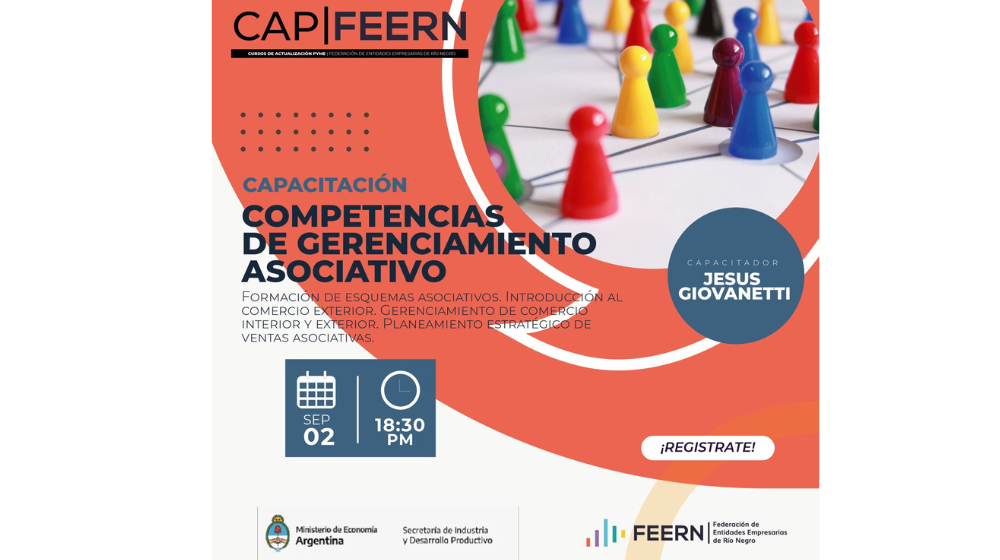 CAP|FEERN
CURSOS DE ACTUALIZACIÓN PYME | FEDERACIÓN DE ENTIDADES EMPRESARIAS DE RÍO NEGRO
CAPACITACIÓN
COMPETENCIAS
DE GERENCIAMIENTO
ASOCIATIVO
Formacion de esquemas asociativos. Introducción al
comercio exterior. Gerenciamiento de comercio
interior y exterior. Planeamiento estratégico de
ventas asociativas.
CAPACITADOR
JESUS
GIOVANETTI
SEP
02
18:30
PM
¡REGISTRATE!
Ministerio de Economía
Argentina
Secretaría de Industria
y Desarrollo Productivo
FEERN
Federación de
Entidades Empresarias
de Río Negro